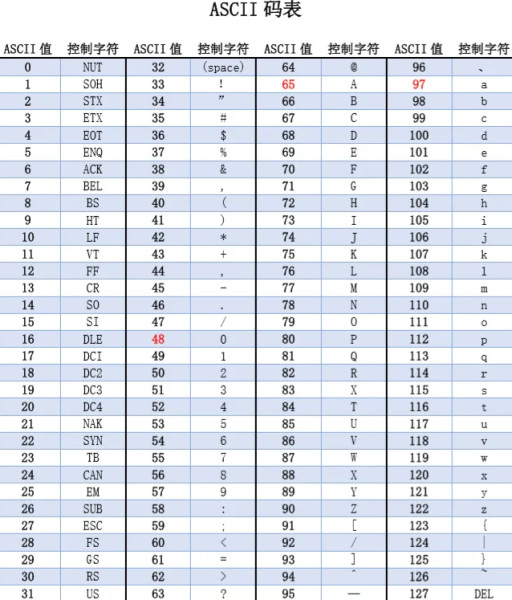 ASCII 码表
ASCII 值 控制字符 ASCII 值 控制字符 ASCII 值 控制字符 ASCII 值 控制字符
0 NUT 32 (space) 64 @ 96 、
1 SOH 33 ! 65 A 97 a
2 STX 34 ” 66 B 98 b
3 ETX 35 # 67 C 99 c
4 EOT 36 $ 68 D 100 d
5 ENQ 37 % 69 E 101 e
6 ACK 38 & 70 F 102 f
7 BEL 39 , 71 G 103 g
8 BS 40 ( 72 H 104 h
9 HT 41 ) 73 I 105 i
10 LF 42 * 74 J 106 j
11 VT 43 + 75 K 107 k
12 FF 44 , 76 L 108 l
13 CR 45 - 77 M 109 m
14 SO 46 . 78 N 110 n
15 SI 47 / 79 O 111 o
16 DLE 48 0 80 P 112 p
17 DCI 49 1 81 Q 113 q
18 DC2 50 2 82 R 114 r
19 DC3 51 3 83 X 115 s
20 DC4 52 4 84 T 116 t
21 NAK 53 5 85 U 117 u
22 SYN 54 6 86 V 118 v
23 TB 55 7 87 W 119 w
24 CAN 56 8 88 X 120 x
25 EM 57 9 89 Y 121 y
26 SUB 58 : 90 Z 122 z
27 ESC 59 ; 91 [ 123 {
28 FS 60 < 92 / 124 |
29 GS 61 = 93 ] 125 }
30 RS 62 > 94 ^ 126 ~
31 US 63 ? 95 — 127 DEL